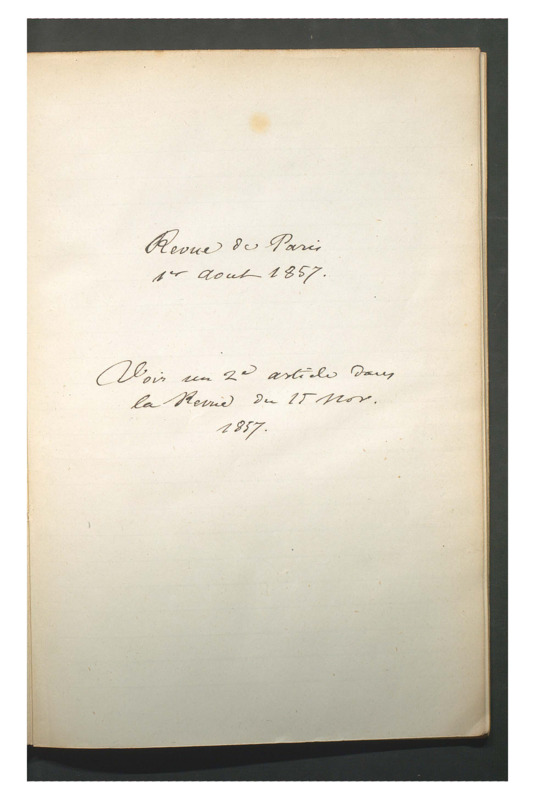 Revue de Paris
1er aout 1857.
Voir un 2e article dans
la Revue du 15 Nov.
1857.